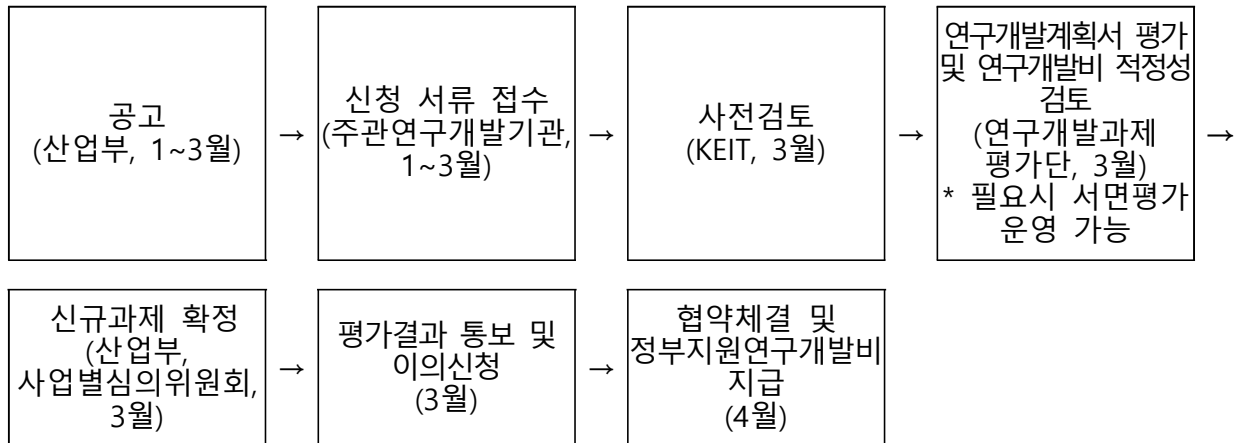 공고
(산업부, 1~3월)
→
신청 서류 접수
(주관연구개발기관,
1~3월)
→
사전검토
(KEIT, 3월)
→
연구개발계획서 평가
및 연구개발비 적정성
검토
(연구개발과제
평가단, 3월)
* 필요시 서면평가
운영 가능
→
신규과제 확정
(산업부,
사업별심의위원회,
3월)
→
평가결과 통보 및
이의신청
(3월)
→
협약체결 및
정부지원연구개발비
지급
(4월)